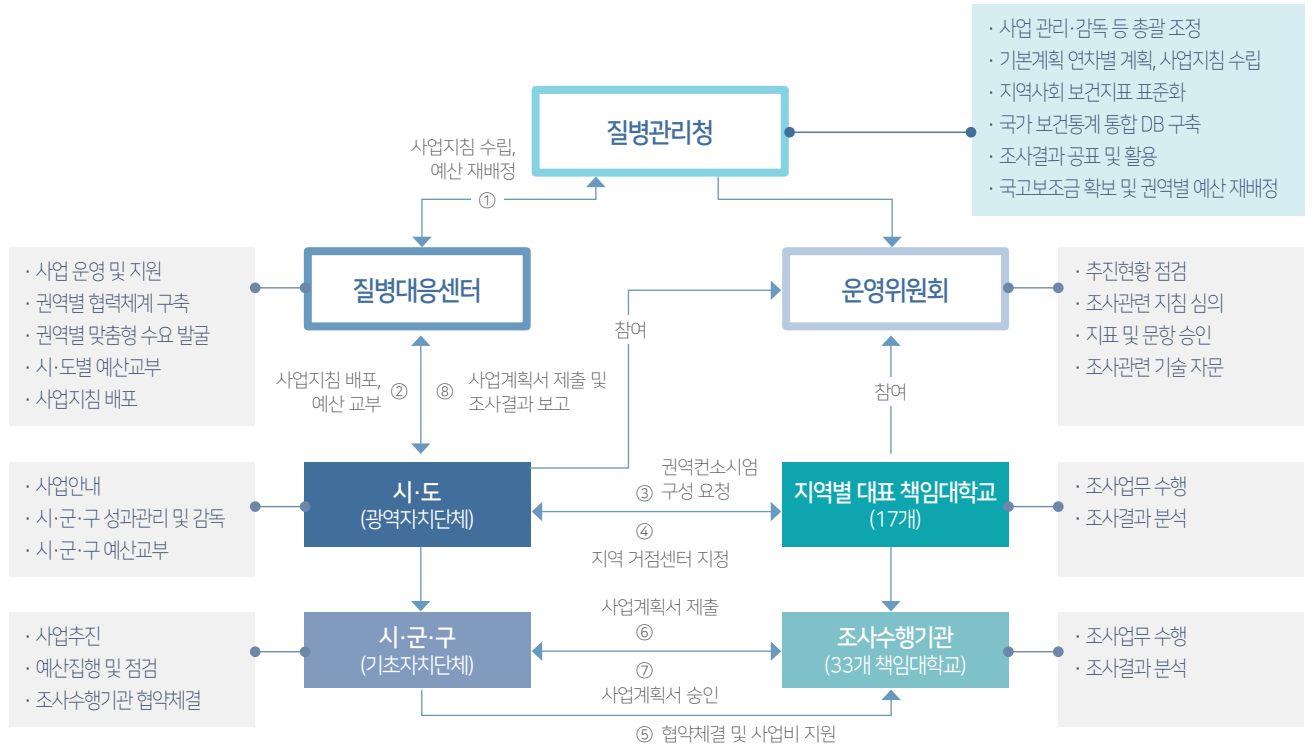 · 사업 관리·감독 등 총괄 조정
· 기본계획 연차별 계획, 사업지침 수립
· 지역사회 보건지표 표준화
· 국가 보건통계 통합 DB 구축
· 조사결과 공표 및 활용
· 국고보조금 확보 및 권역별 예산 재배정
질병관리청
사업지침 수립,
예산 재배정
①
· 사업 운영 및 지원
· 권역별 협력체계 구축
· 권역별 맞춤형 수요 발굴
· 시·도별 예산교부
· 사업지침 배포
질병대응센터
운영위원회
· 추진현황 점검
· 조사관련 지침 심의
· 지표 및 문항 승인
· 조사관련 기술 자문
참여
참여
사업지침 배포,
예산 교부
②
⑧
사업계획서 제출 및
조사결과 보고
· 사업안내
· 시·군·구 성과관리 및 감독
· 시·군·구 예산교부
시·도
(광역자치단체)
권역컨소시엄
③ 구성 요청
④
지역 거점센터 지정
지역별 대표 책임대학교
(17개)
· 조사업무 수행
· 조사결과 분석
· 사업추진
· 예산집행 및 점검
· 조사수행기관 협약체결
시·군·구
(기초자치단체)
사업계획서 제출
⑥
⑦
사업계획서 승인
조사수행기관
(33개 책임대학교)
· 조사업무 수행
· 조사결과 분석
⑤ 협약체결 및 사업비 지원